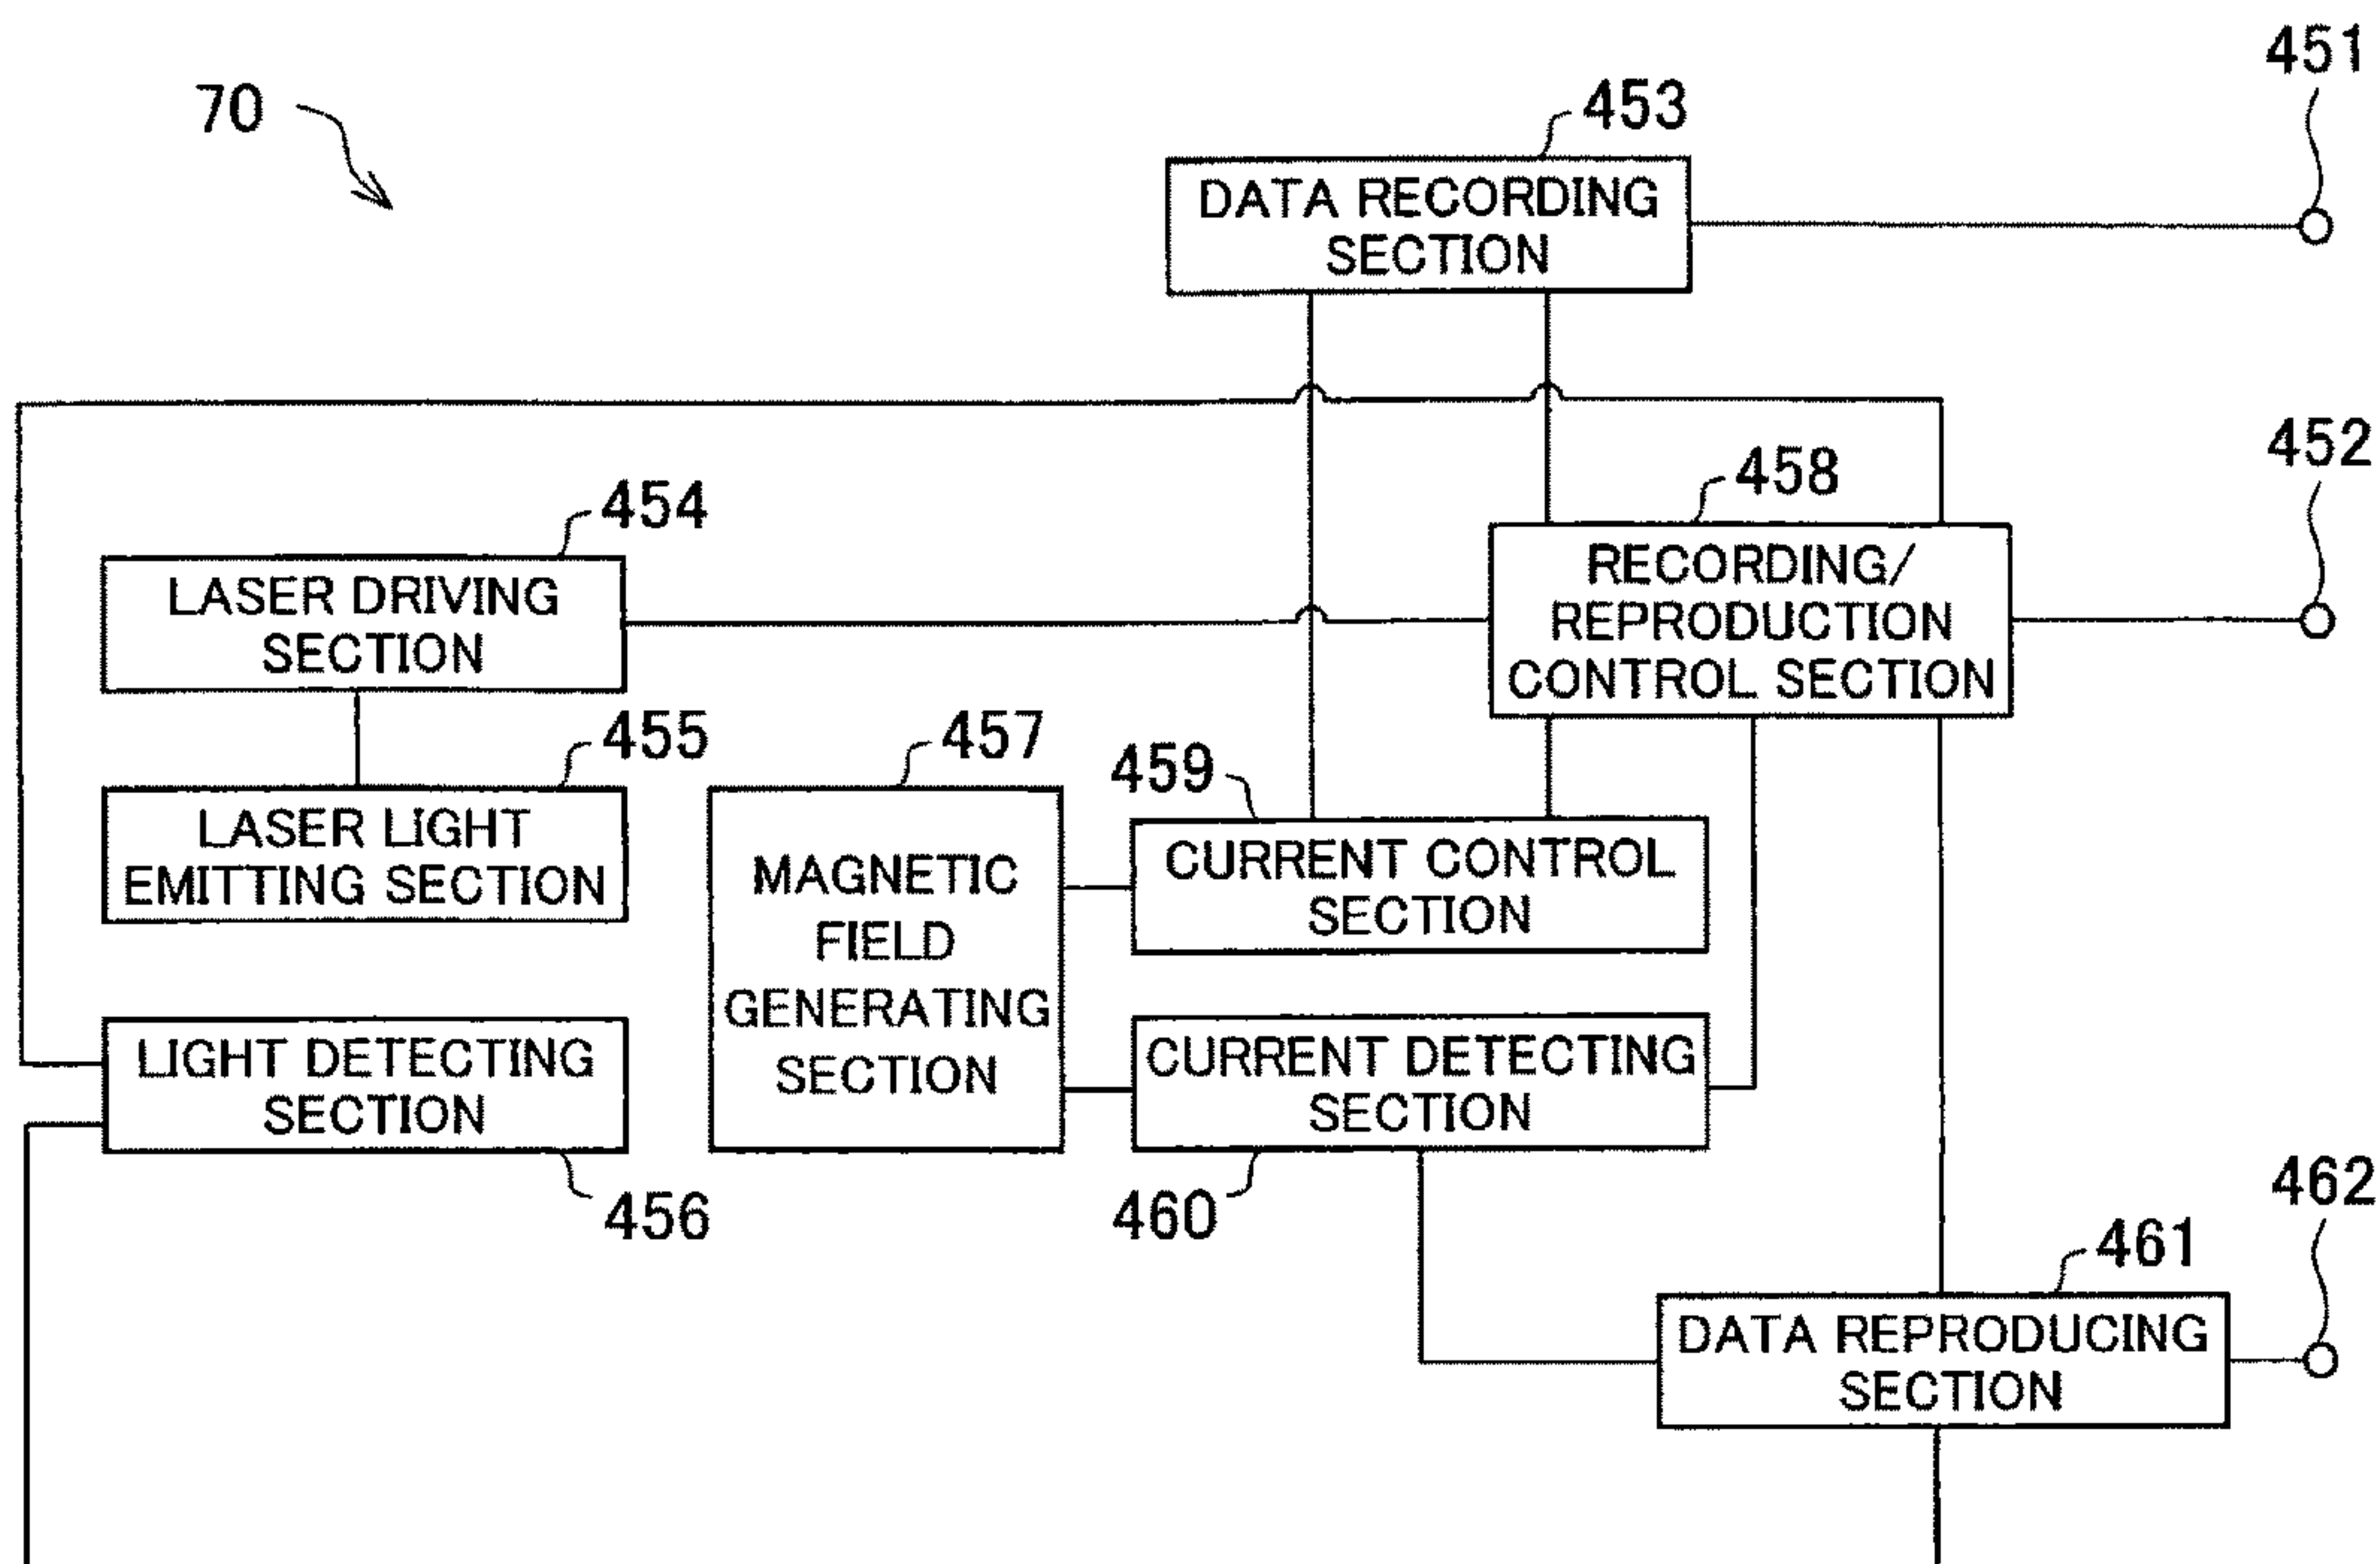 451
70
453
DATA RECORDING
SECTION
452
458
454
RECORDING/
REPRODUCTION
CONTROL SECTION
LASER DRIVING
SECTION
455
457
459
LASER LIGHT
EMITTING SECTION
MAGNETIC
FIELD
GENERATING
SECTION
CURRENT CONTROL
SECTION
LIGHT DETECTING
SECTION
CURRENT DETECTING
SECTION
456
460
462
461
DATA REPRODUCING
SECTION